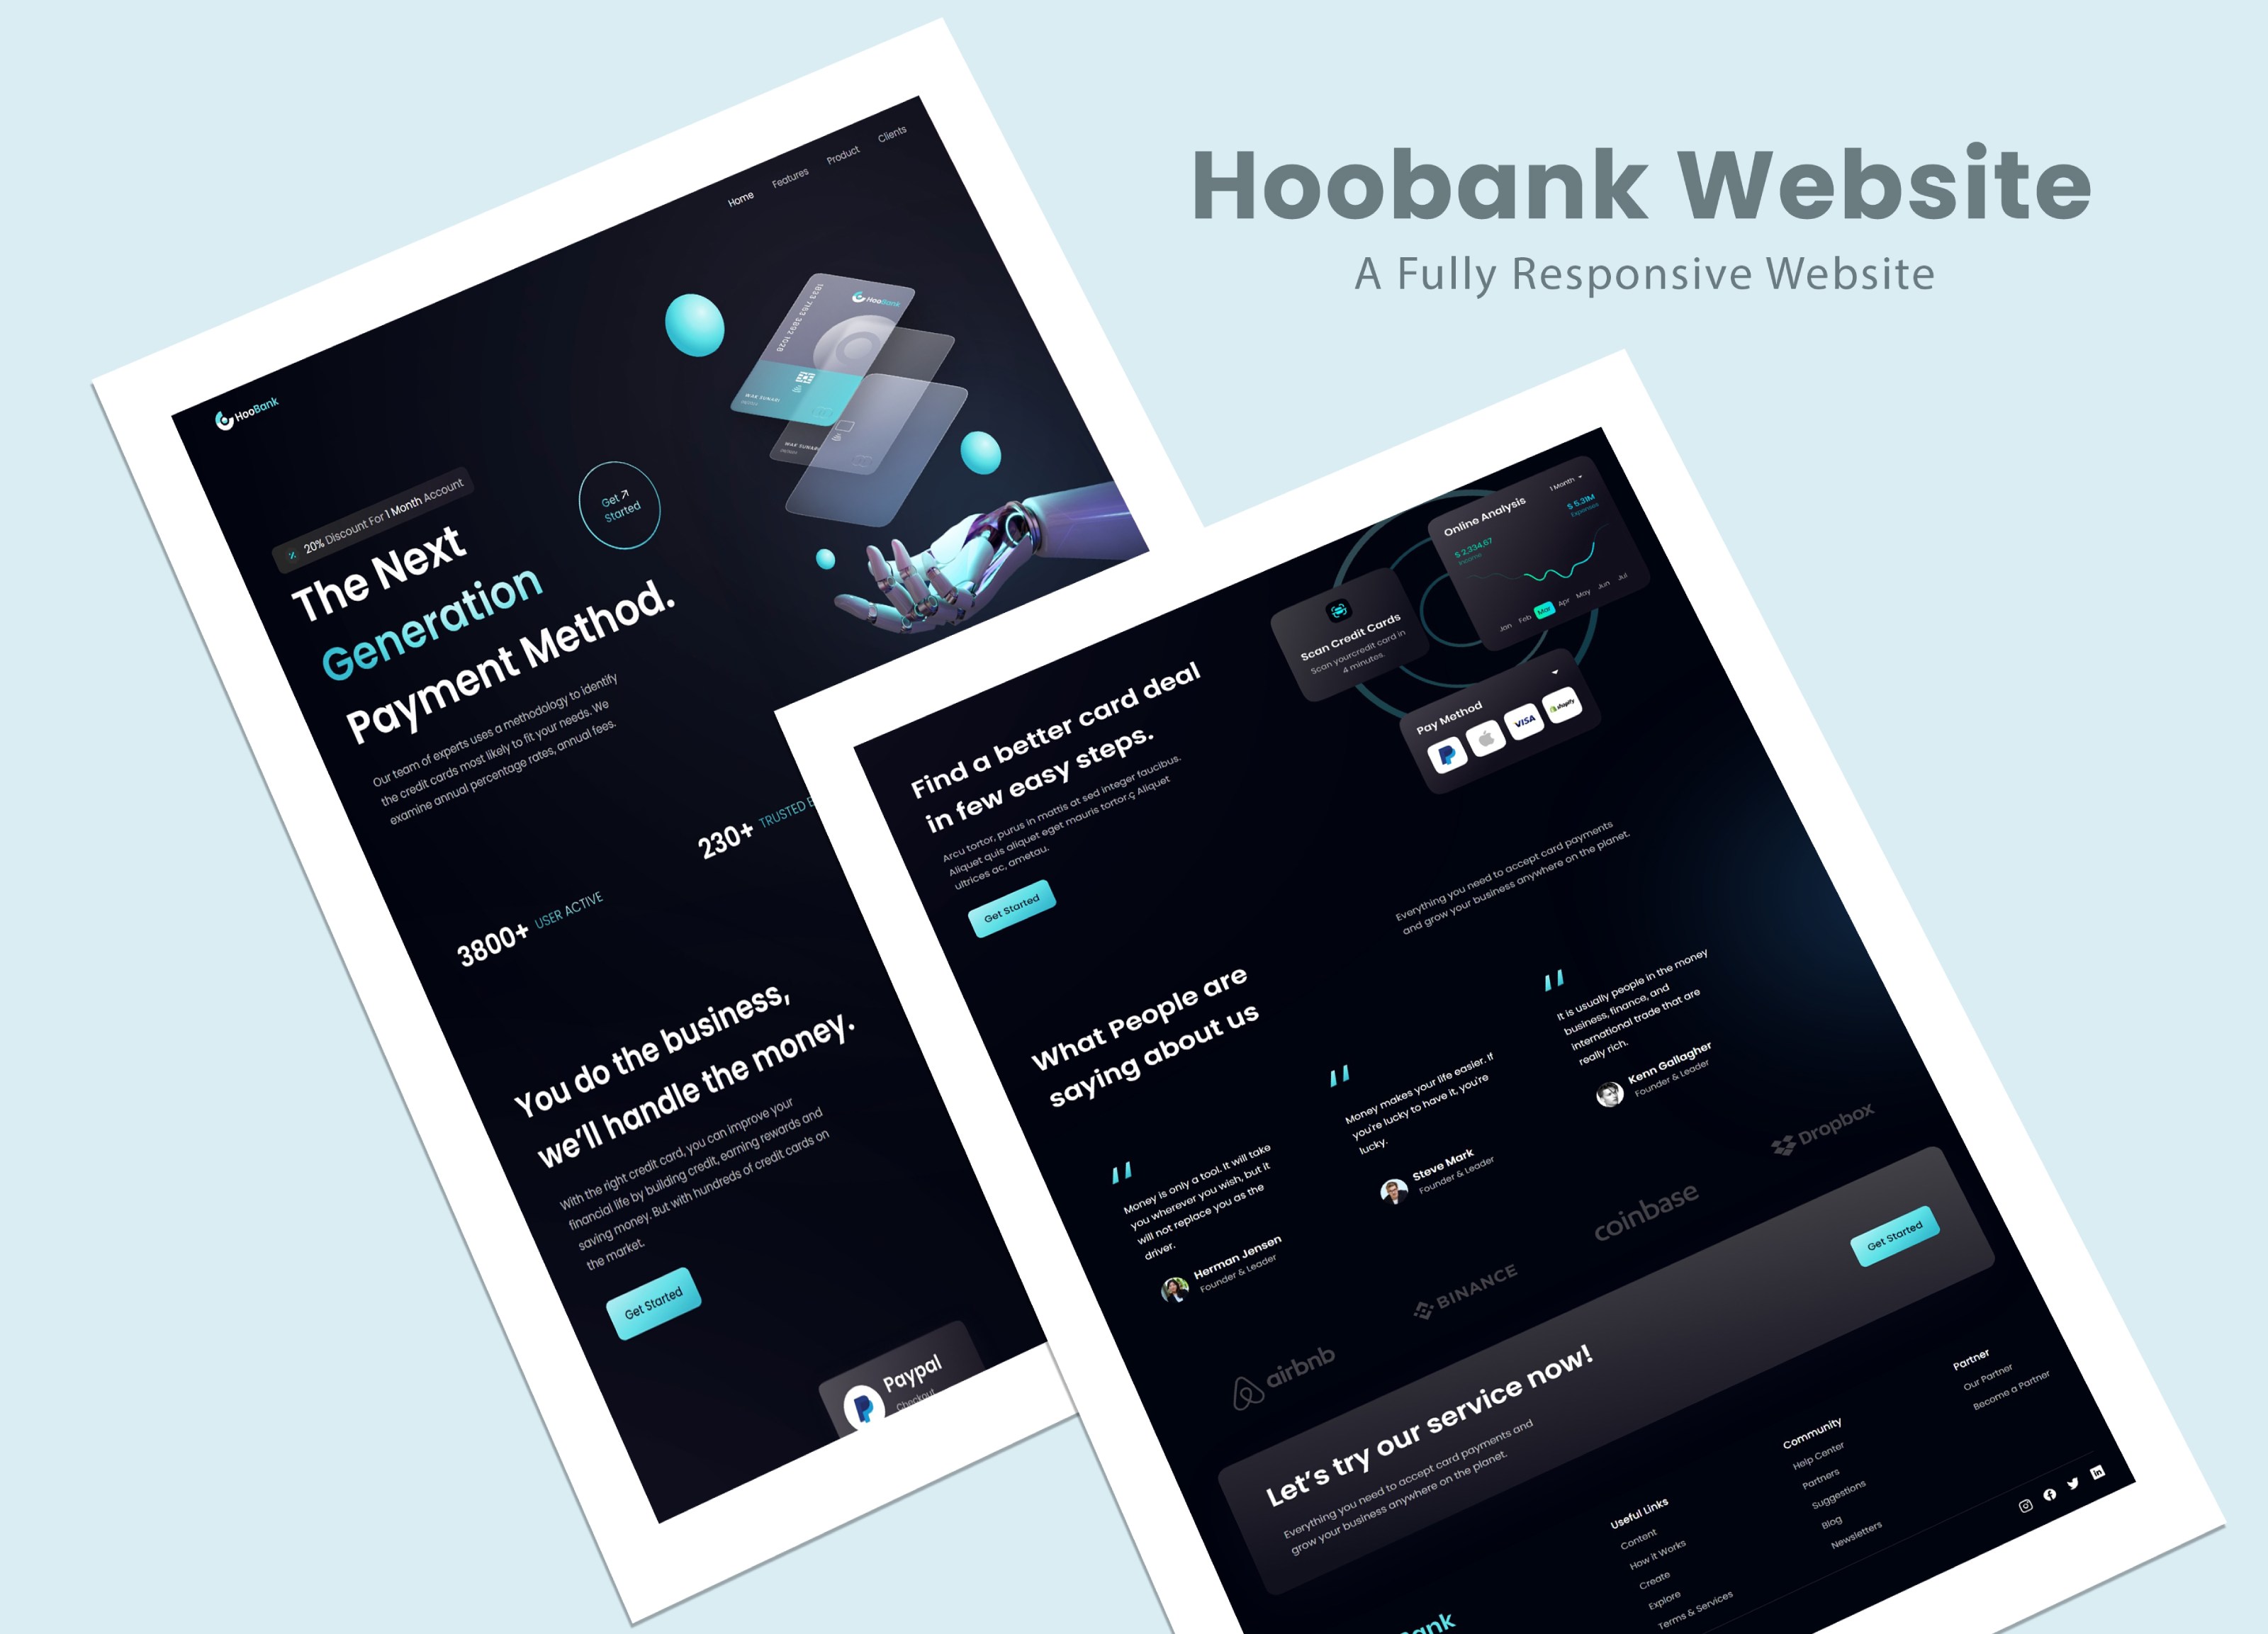 Hoobank Website
A Fully Responsive Website
HooBank
Home
Features
Product
Clients
20% Discount For 1 Month Account
The Next
Generation
Payment Method.
Get
Started
HooBank
1823 7163 3892 1028
WAK SUNARI
WAK SUNARI
Our team of experts uses a methodology to identify
the credit cards most likely to fit your needs. We
examine annual percentage rates, annual fees.
3800+ USER ACTIVE
230+ TRUSTED
You do the business,
we'll handle the money.
With the right credit card, you can improve your
financial life by building credit, earning rewards and
saving money. But with hundreds of credit cards on
the market.
Get Started
Paypal
Checkout
Find a better card deal
in few easy steps.
Arcu tortor, purus in mattis at sed integer faucibus.
Aliquet quis aliquet eget mauris tortor.ç Aliquet
ultrices ac, ametau.
Get Started
Scan Credit Cards
Scan yourcredit card in
4 minutes.
Online Analysis
1 Month
$ 5.31M
Expenses
$ 2,334,67
Income
Jan Feb Mar Apr May Jun Jul
Pay Method
VISA
shopify
What People are
saying about us
Everything you need to accept card payments
and grow your business anywhere on the planet.
"
Money is only a tool. It will take
you wherever you wish, but it
will not replace you as the
driver.
Herman Jensen
Founder & Leader
"
Money makes your life easier. If
you're lucky to have it, you're
lucky.
Steve Mark
Founder & Leader
"
It is usually people in the money
business, finance, and
international trade that are
really rich.
Kenn Gallagher
Founder & Leader
airbnb
BINANCE
coinbase
Dropbox
Let's try our service now!
Everything you need to accept card payments and
grow your business anywhere on the planet.
Get Started
Useful Links
Content
How it Works
Create
Explore
Terms & Services
Community
Help Center
Partners
Suggestions
Blog
Newsletters
Partner
Our Partner
Become a Partner